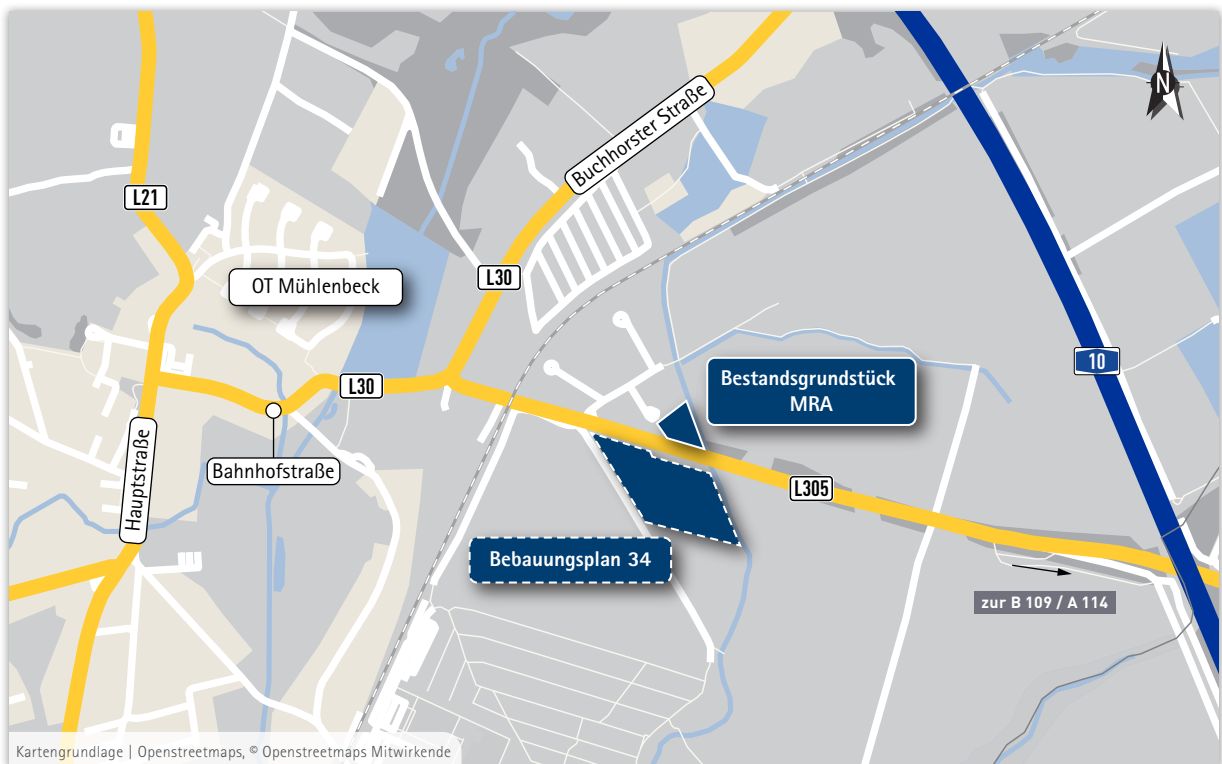 N
Buchhorster Straße
L21
L30
OT Mühlenbeck
10
L30
Bestandsgrundstück
MRA
Hauptstraße
Bahnhofstraße
L305
Bebauungsplan 34
zur B 109 / A 114
Kartengrundlage | Openstreetmaps, © Openstreetmaps Mitwirkende